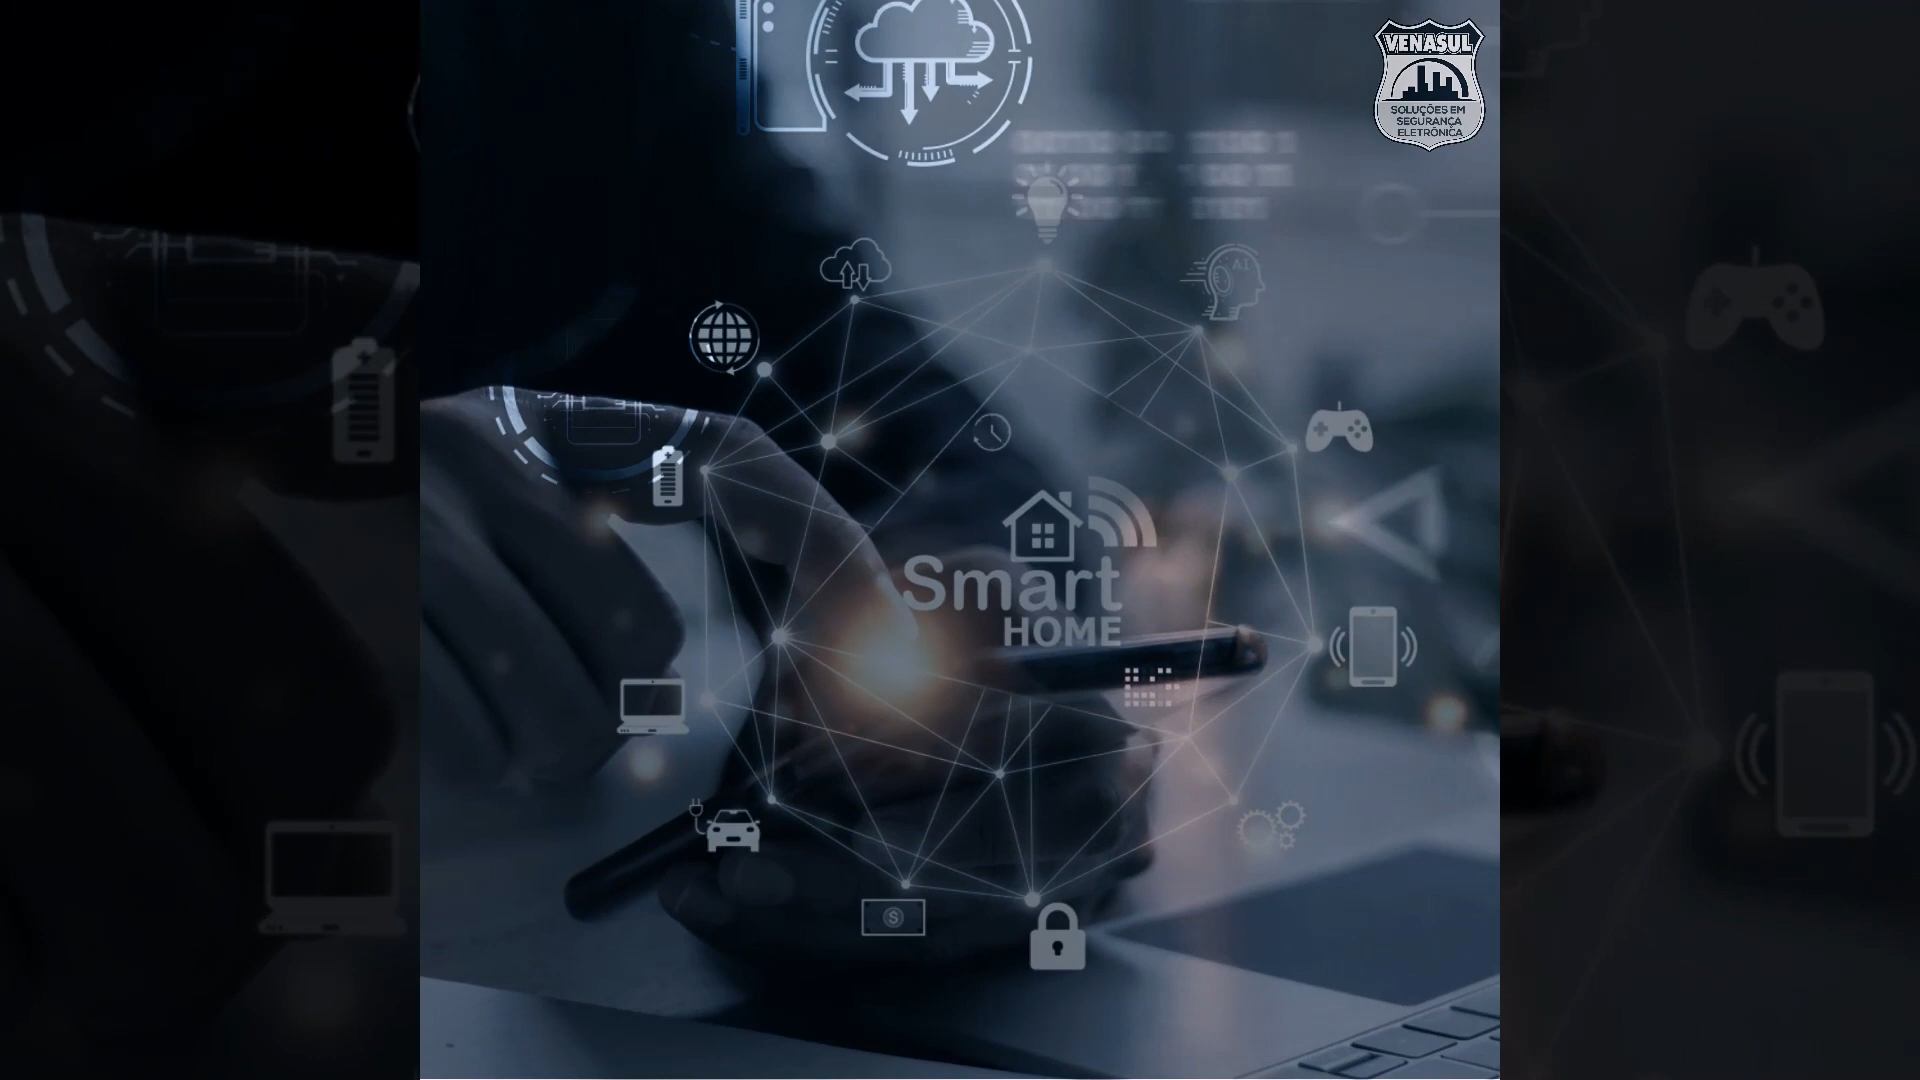 VENASUL
SOLUÇÕES EM
SEGURANÇA
ELETRÔNICA
AI
Smart
HOME
$